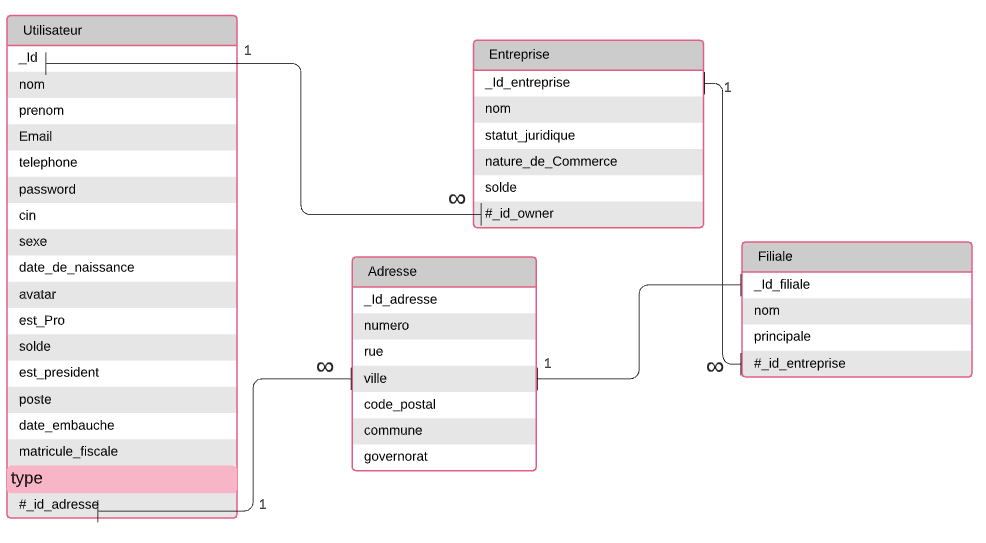 Utilisateur
_Id
nom
prenom
Email
telephone
password
cin
sexe
date_de_naissance
avatar
est_Pro
solde
est_president
poste
date_embauche
matricule_fiscale
type
#_id_adresse
1
∞
Entreprise
_Id_entreprise
nom
statut_juridique
nature_de_Commerce
solde
#_id_owner
1
∞
Adresse
_Id_adresse
numero
rue
ville
code_postal
commune
governorat
∞
1
1
Filiale
_Id_filiale
nom
principale
#_id_entreprise